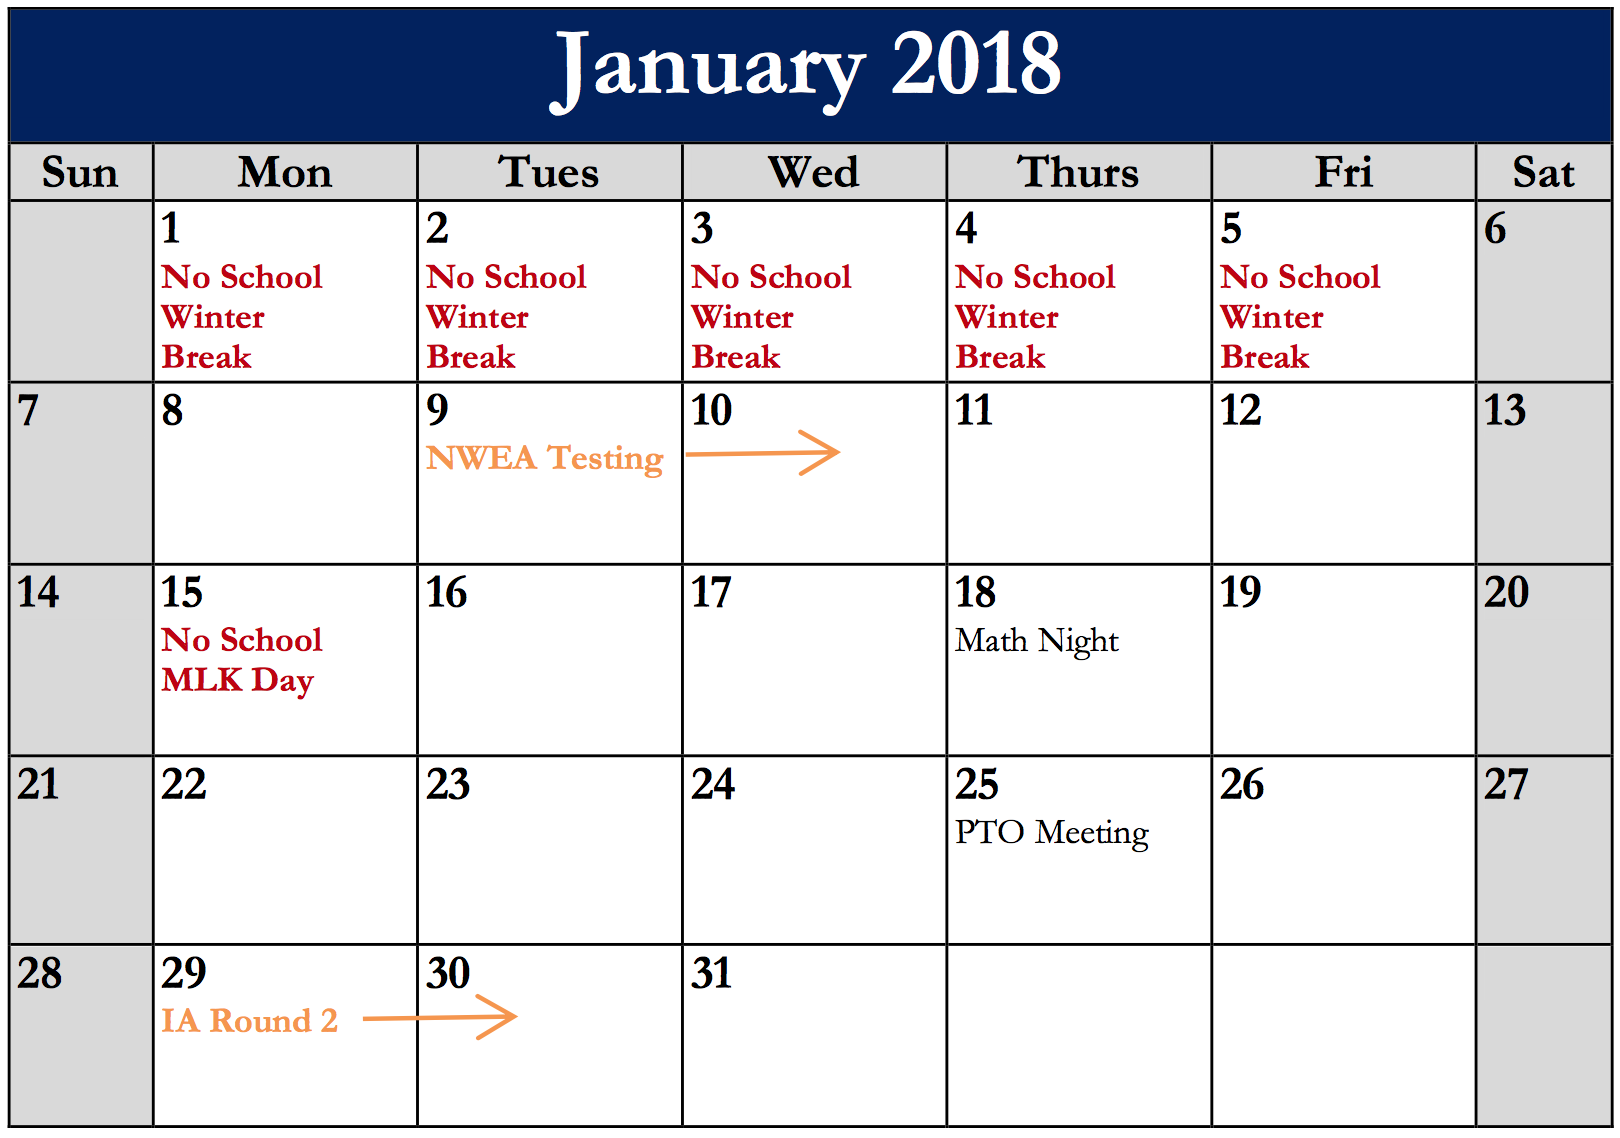 January 2018
Sun Mon Tues Wed Thurs Fri Sat
1 2 3 4 5 6
No School No School No School No School No School
Winter Winter Winter Winter Winter
Break Break Break Break Break
7 8 9 10 11 12 13
NWEA Testing
14 15 16 17 18 19 20
No School Math Night
MLK Day
21 22 23 24 25 26 27
PTO Meeting
28 29 30 31
IA Round 2